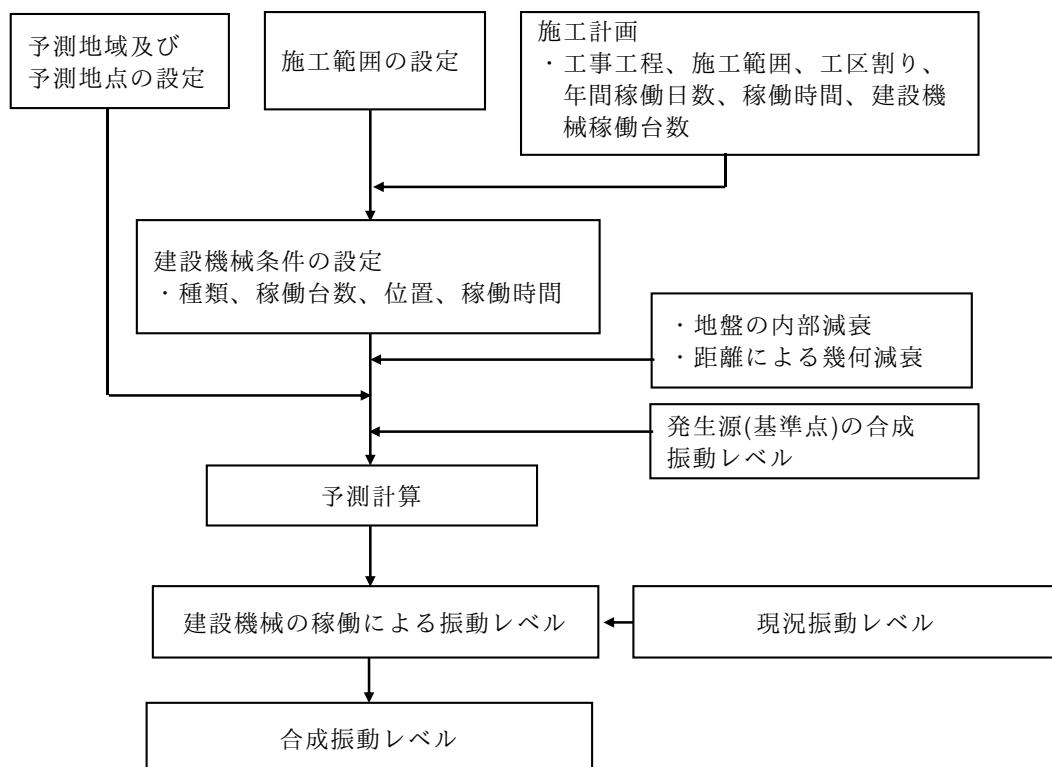 予測地域及び
予測地点の設定
施工範囲の設定
施工計画
・工事工程、施工範囲、工区割り、
年間稼働日数、稼働時間、建設機
械稼働台数
建設機械条件の設定
・種類、稼働台数、位置、稼働時間
・地盤の内部減衰
・距離による幾何減衰
発生源(基準点)の合成
振動レベル
予測計算
建設機械の稼働による振動レベル
現況振動レベル
合成振動レベル